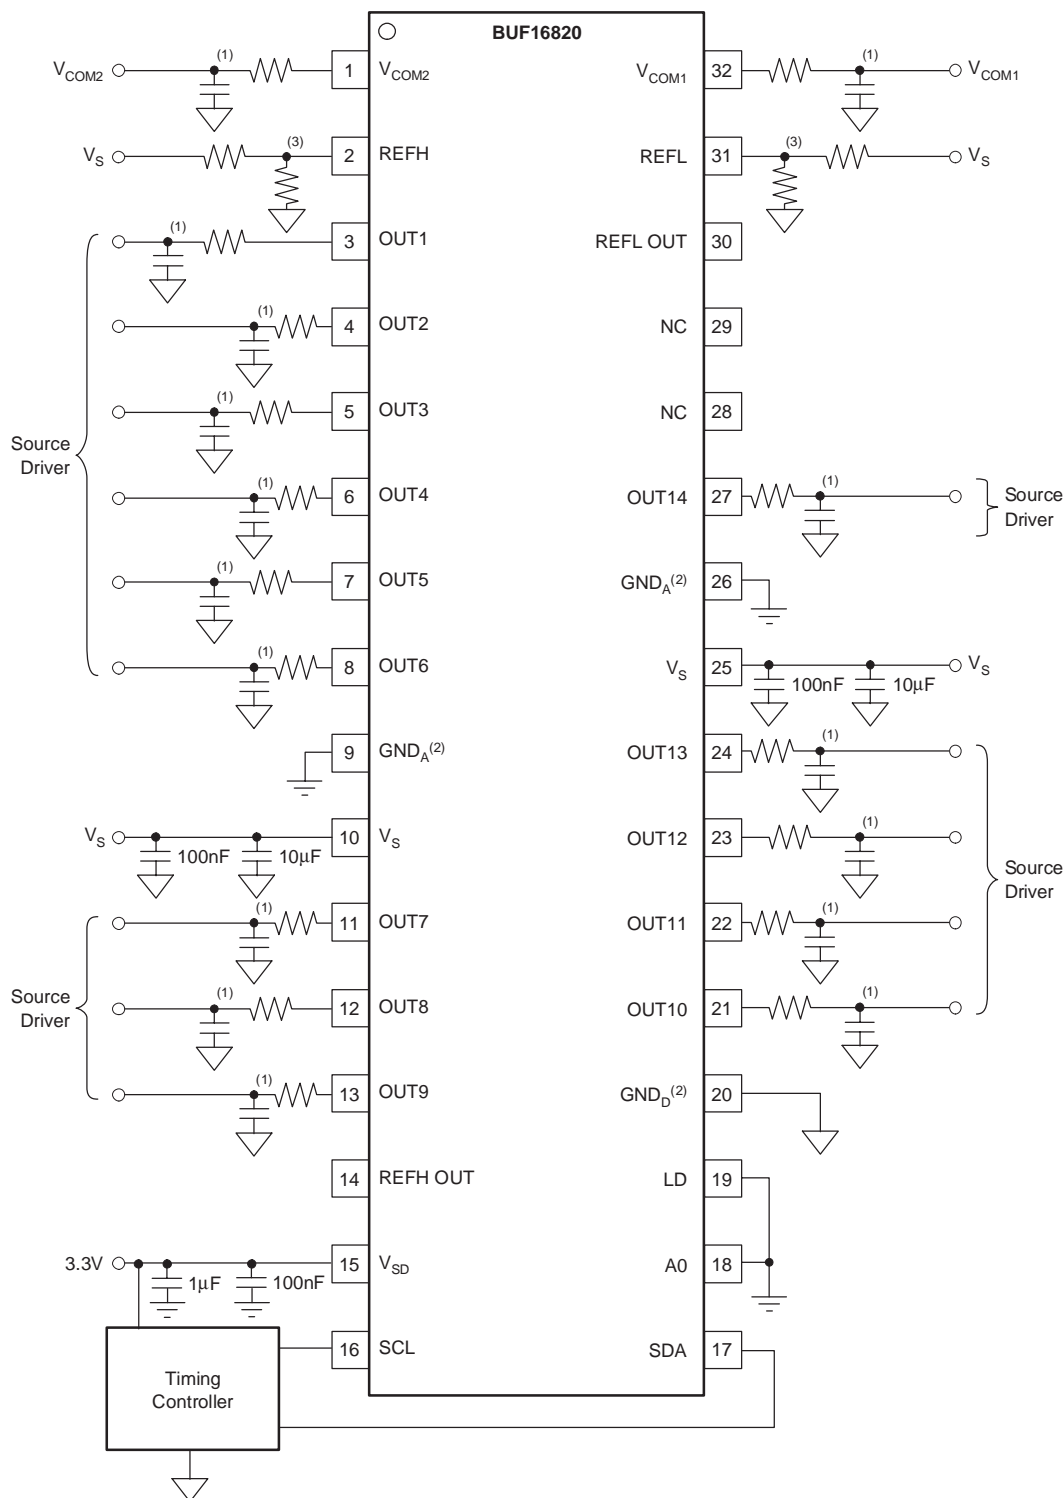 BUF16820
V_COM2 (1) 1 V_COM2
V_COM1 32 (1) V_COM1
V_S (3) 2 REFH
REFL 31 (3) V_S
(1) 3 OUT1
REFL OUT 30
(1) 4 OUT2
NC 29
(1) 5 OUT3
NC 28
Source
Driver
(1) 6 OUT4
OUT14 27 (1)
Source
Driver
(1) 7 OUT5
GND_A(2) 26
(1) 8 OUT6
V_S 25 V_S
100nF 10μF
9 GND_A(2)
OUT13 24 (1)
V_S 10 V_S
100nF 10μF
OUT12 23 (1)
Source
Driver
(1) 11 OUT7
OUT11 22 (1)
Source
Driver
(1) 12 OUT8
OUT10 21 (1)
(1) 13 OUT9
GND_D(2) 20
14 REFH OUT
LD 19
3.3V 15 V_SD
1μF 100nF
A0 18
16 SCL
SDA 17
Timing
Controller